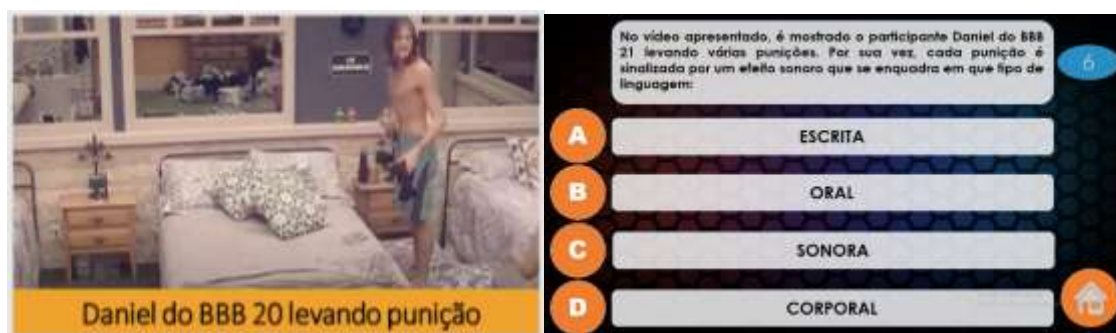 Daniel do BBB 20 levando punição
No vídeo apresentado, é mostrado o participante Daniel do BBB
21 levando várias punições. Por sua vez, cada punição é
sinalizada por um efeito sonoro que se enquadra em que tipo de
linguagem:
6
A
ESCRITA
B
ORAL
C
SONORA
D
CORPORAL